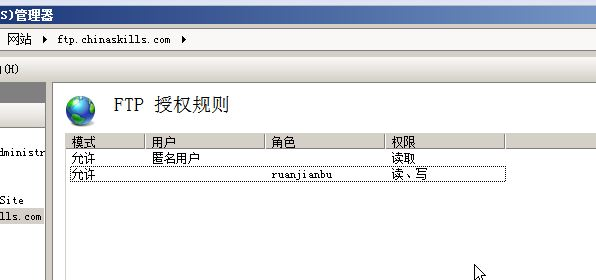 S)管理器
网站 ▶ ftp.chinaskills.com ▶
(H)
FTP 授权规则
模式 用户 角色 权限
允许 匿名用户 读取
允许 ruanjianbu 读、写
dministr
Site
lls.com